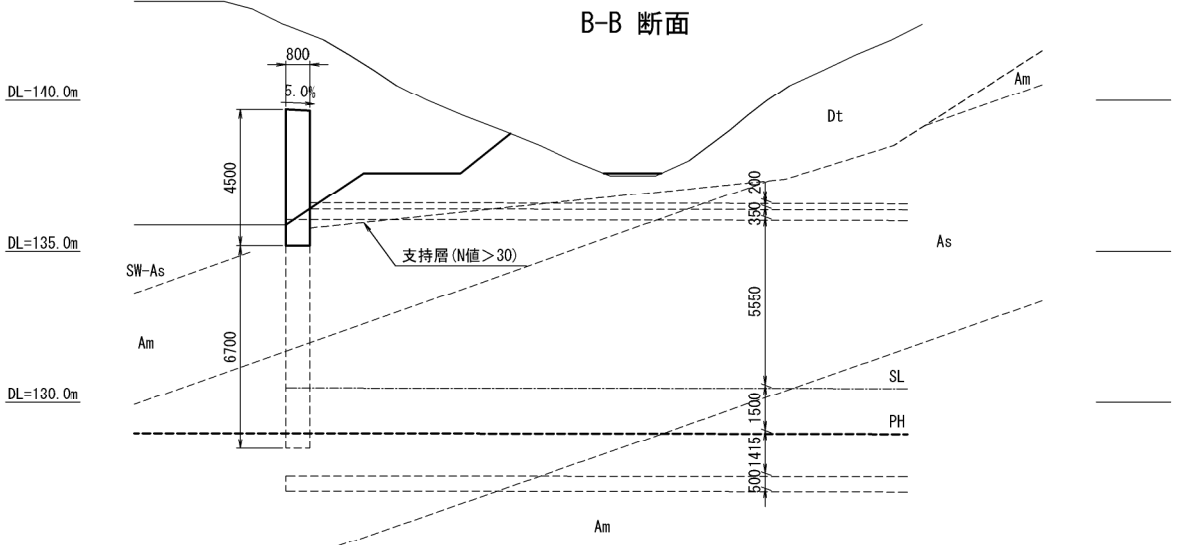 B-B 断面
800
5.0%
DL=140.0m
Am
Dt
4500
200
350
DL=135.0m
支持層(N値＞30)
As
SW-As
5550
Am
6700
SL
DL=130.0m
1500
PH
1415
500
Am